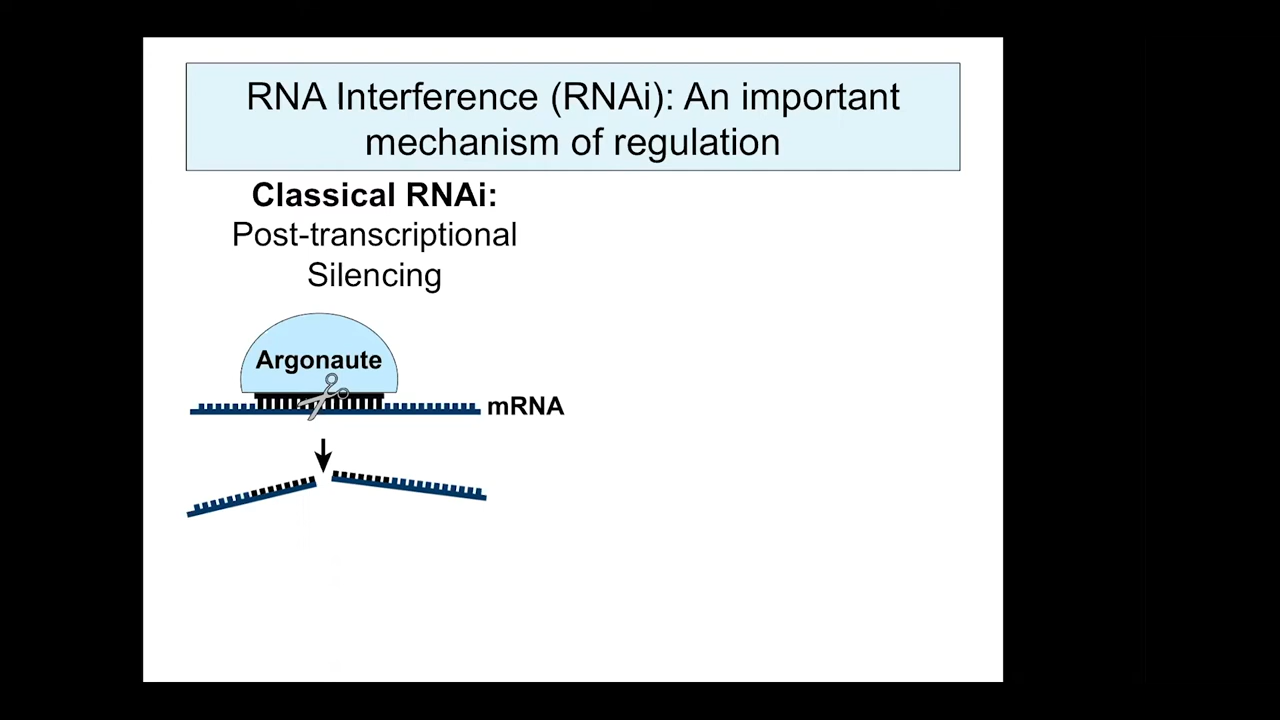 RNA Interference (RNAi): An important
mechanism of regulation
Classical RNAi:
Post-transcriptional
Silencing
Argonaute
mRNA